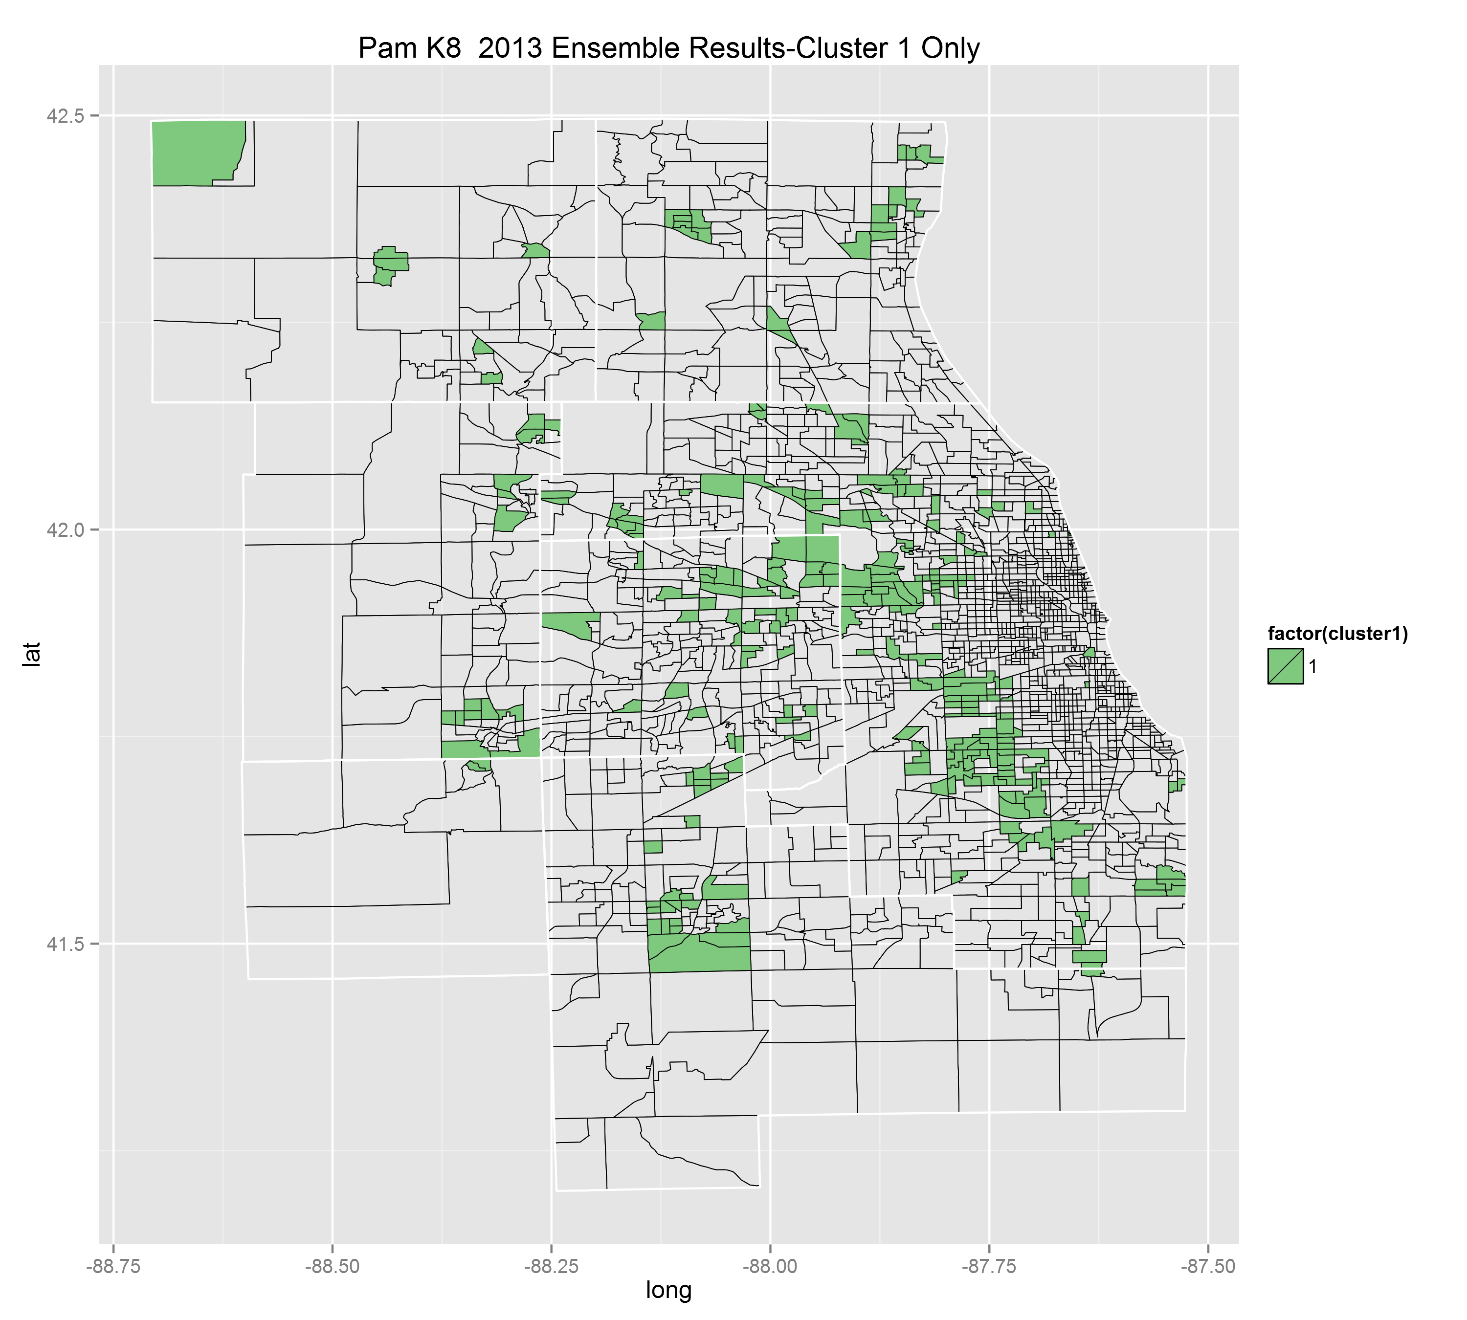 Pam K8  2013 Ensemble Results-Cluster 1 Only
42.5
42.0
41.5
lat
-88.75
-88.50
-88.25
-88.00
-87.75
-87.50
long
factor(cluster1)
1